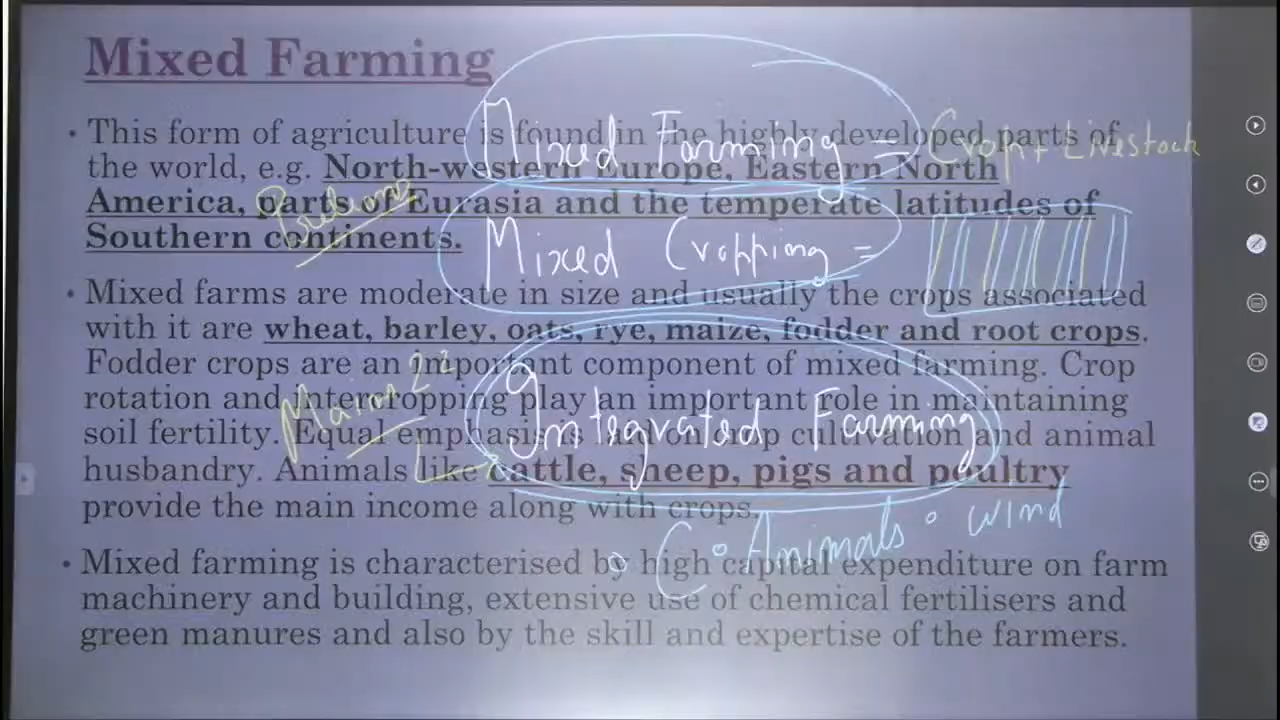 Mixed Farming
• This form of agriculture is found in the highly developed parts of
the world, e.g. North-western Europe, Eastern North
America, parts of Eurasia and the temperate latitudes of
Southern continents.
• Mixed farms are moderate in size and usually the crops associated
with it are wheat, barley, oats, rye, maize, fodder and root crops.
Fodder crops are an important component of mixed farming. Crop
rotation and intercropping play an important role in maintaining
soil fertility. Equal emphasis is laid on crop cultivation and animal
husbandry. Animals like cattle, sheep, pigs and poultry
provide the main income along with crops.
• Mixed farming is characterised by high capital expenditure on farm
machinery and building, extensive use of chemical fertilisers and
green manures and also by the skill and expertise of the farmers.
Mixed Farming = Crop + Livestock
Mixed Cropping =
Mains 22
Integrated Farming
• C • Animals • wind